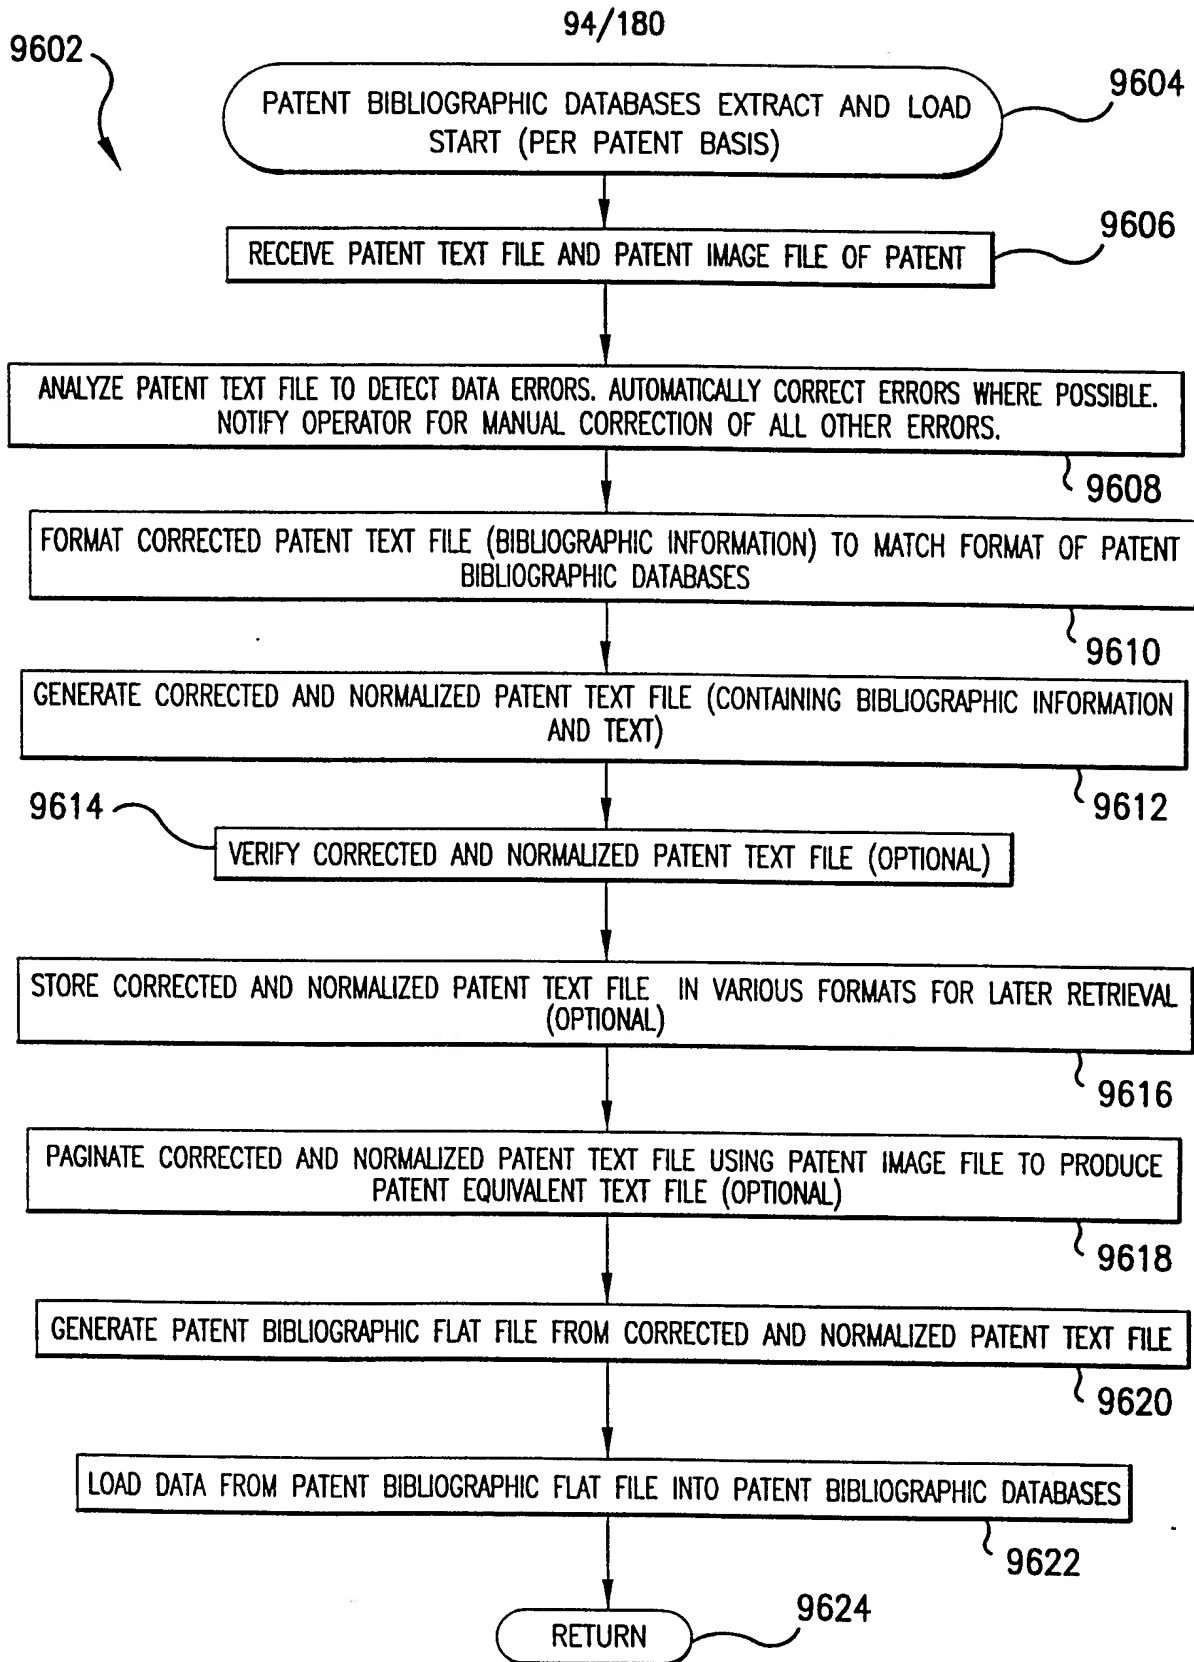 94/180
9602
PATENT BIBLIOGRAPHIC DATABASES EXTRACT AND LOAD
START (PER PATENT BASIS)
9604
RECEIVE PATENT TEXT FILE AND PATENT IMAGE FILE OF PATENT
9606
ANALYZE PATENT TEXT FILE TO DETECT DATA ERRORS. AUTOMATICALLY CORRECT ERRORS WHERE POSSIBLE.
NOTIFY OPERATOR FOR MANUAL CORRECTION OF ALL OTHER ERRORS.
9608
FORMAT CORRECTED PATENT TEXT FILE (BIBLIOGRAPHIC INFORMATION) TO MATCH FORMAT OF PATENT
BIBLIOGRAPHIC DATABASES
9610
GENERATE CORRECTED AND NORMALIZED PATENT TEXT FILE (CONTAINING BIBLIOGRAPHIC INFORMATION
AND TEXT)
9612
9614
VERIFY CORRECTED AND NORMALIZED PATENT TEXT FILE (OPTIONAL)
STORE CORRECTED AND NORMALIZED PATENT TEXT FILE IN VARIOUS FORMATS FOR LATER RETRIEVAL
(OPTIONAL)
9616
PAGINATE CORRECTED AND NORMALIZED PATENT TEXT FILE USING PATENT IMAGE FILE TO PRODUCE
PATENT EQUIVALENT TEXT FILE (OPTIONAL)
9618
GENERATE PATENT BIBLIOGRAPHIC FLAT FILE FROM CORRECTED AND NORMALIZED PATENT TEXT FILE
9620
LOAD DATA FROM PATENT BIBLIOGRAPHIC FLAT FILE INTO PATENT BIBLIOGRAPHIC DATABASES
9622
RETURN
9624